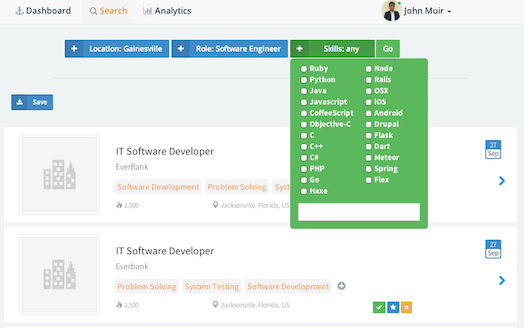 Dashboard Search Analytics John Muir
Location: Gainesville Role: Software Engineer Skills: any Go
Ruby Node
Python Rails
Java OSX
Javascript iOS
CoffeeScript Android
Objective-C Drupal
C Flask
C++ Dart
C# Meteor
PHP Spring
Go Flex
Haxe
Save
IT Software Developer
27
Sep
EverBank
Software Development Problem Solving
1,500 Jacksonville, Florida, US
IT Software Developer
27
Sep
Everbank
Problem Solving System Testing Software Development
1,500 Jacksonville, Florida, US